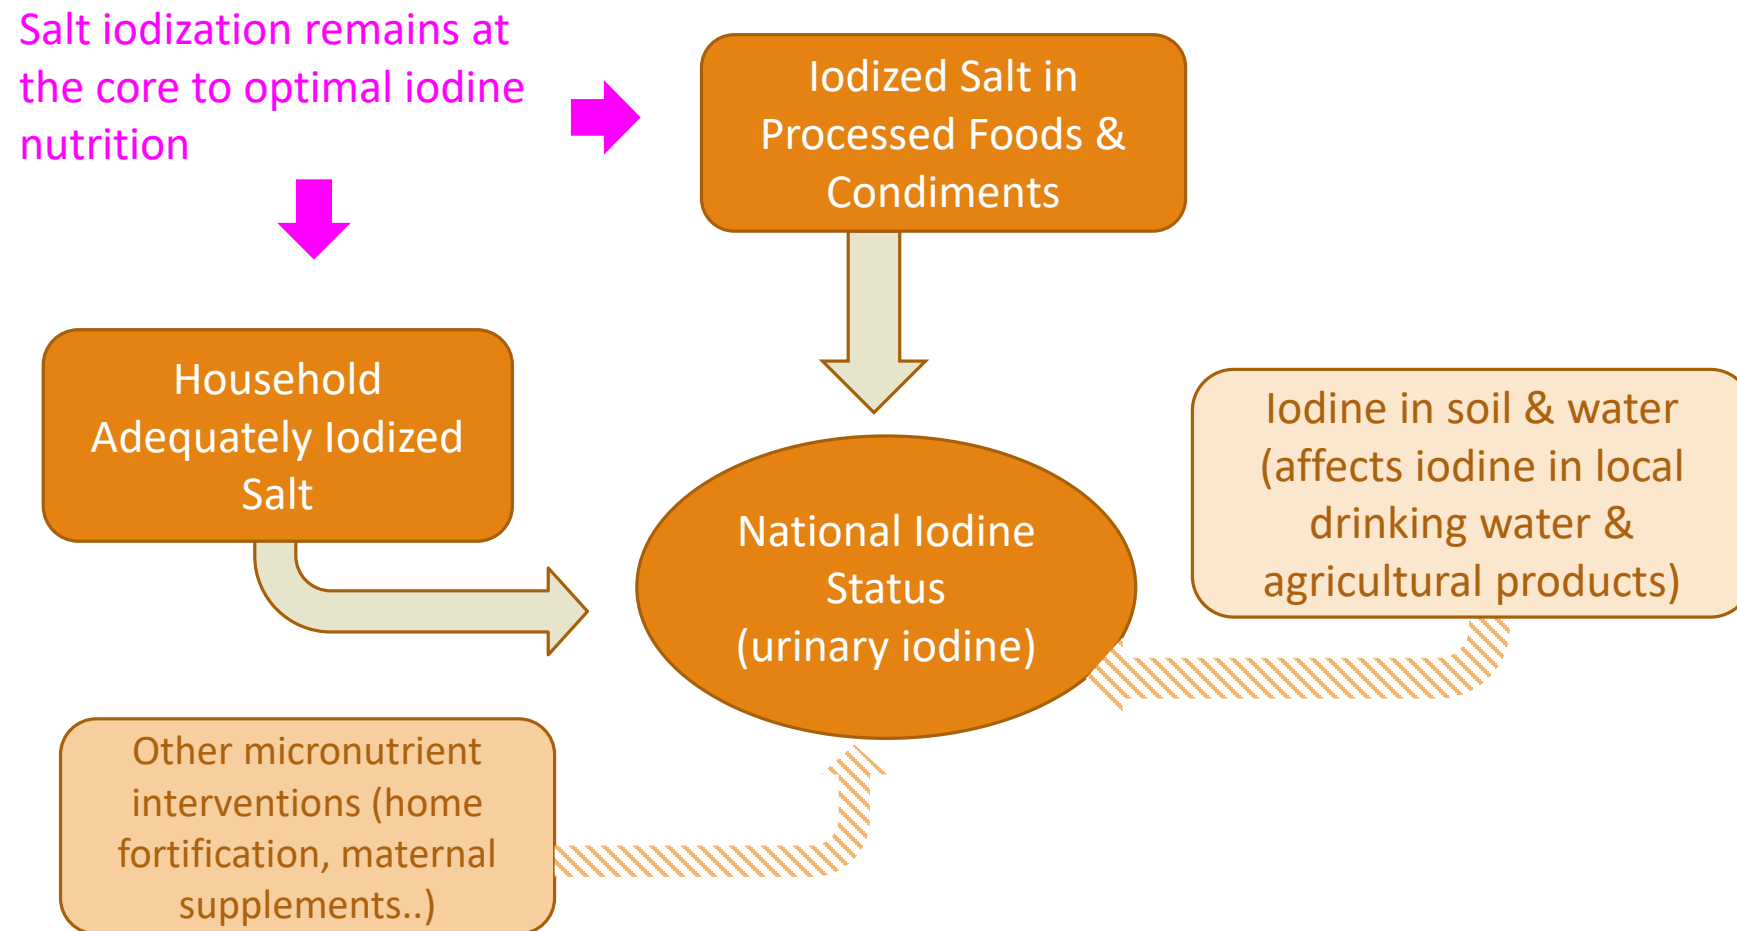 Salt iodization remains at
the core to optimal iodine
nutrition
Iodized Salt in
Processed Foods &
Condiments
Household
Adequately Iodized
Salt
Iodine in soil & water
(affects iodine in local
drinking water &
agricultural products)
National Iodine
Status
(urinary iodine)
Other micronutrient
interventions (home
fortification, maternal
supplements..)